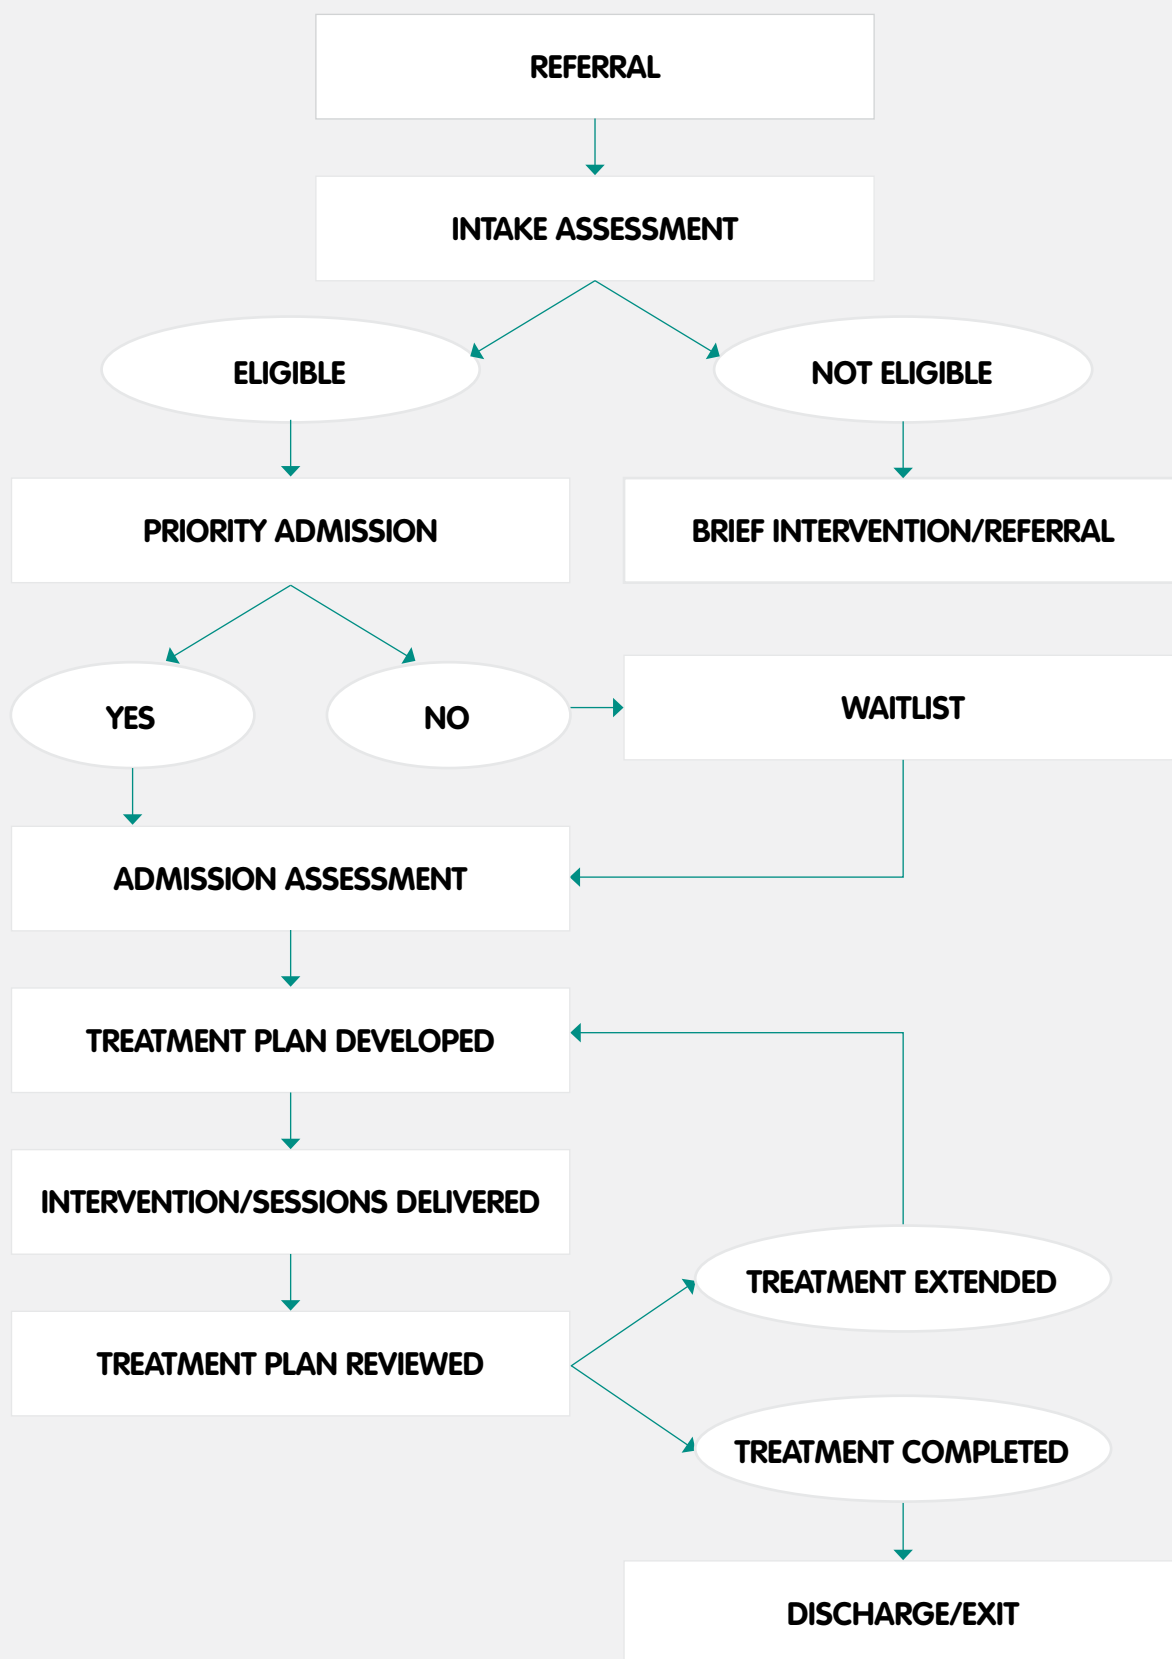 REFERRAL
INTAKE ASSESSMENT
ELIGIBLE
NOT ELIGIBLE
PRIORITY ADMISSION
BRIEF INTERVENTION/REFERRAL
YES
NO
WAITLIST
ADMISSION ASSESSMENT
TREATMENT PLAN DEVELOPED
INTERVENTION/SESSIONS DELIVERED
TREATMENT EXTENDED
TREATMENT PLAN REVIEWED
TREATMENT COMPLETED
DISCHARGE/EXIT